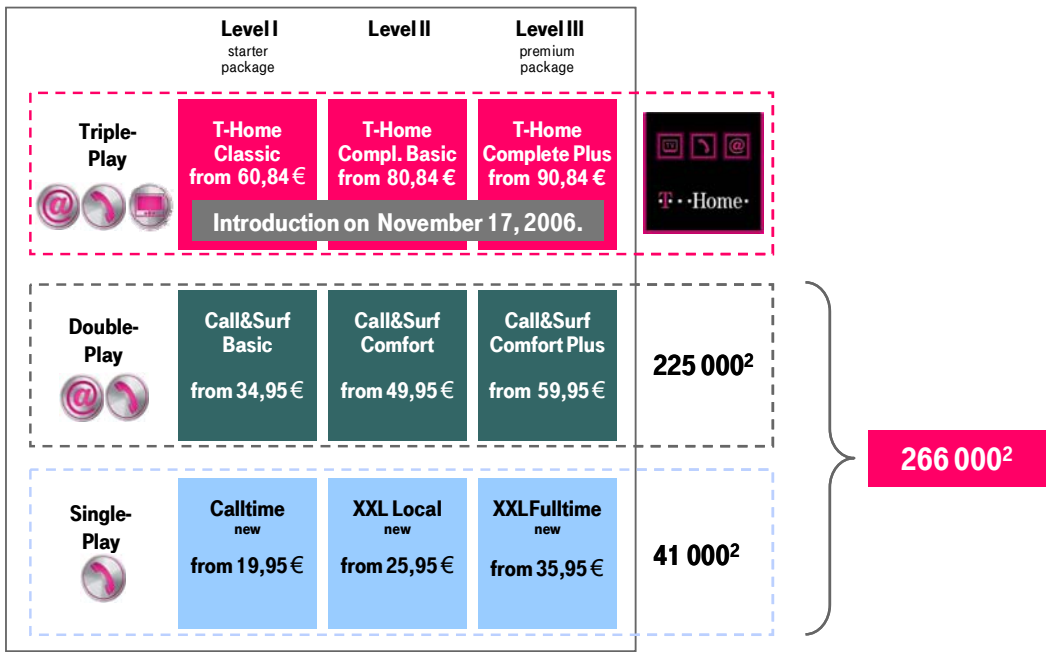 Level I
starter
package
Level II
Level III
premium
package
Triple-
Play
T-Home
Classic
from 60,84 €
T-Home
Compl. Basic
from 80,84 €
T-Home
Complete Plus
from 90,84 €
Introduction on November 17, 2006.
TV @
T··Home·
Double-
Play
Call&Surf
Basic
from 34,95 €
Call&Surf
Comfort
from 49,95 €
Call&Surf
Comfort Plus
from 59,95 €
225 000²
266 000²
Single-
Play
Calltime
new
from 19,95 €
XXL Local
new
from 25,95 €
XXLFulltime
new
from 35,95 €
41 000²